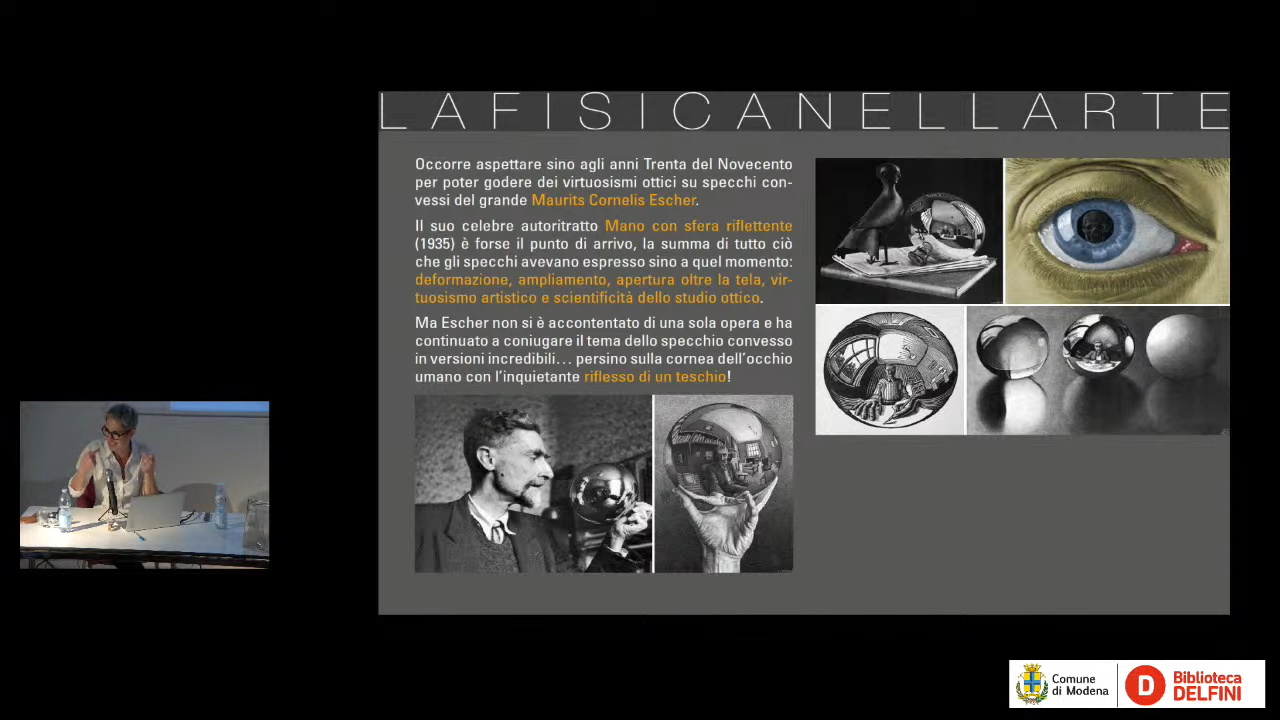 LAFISICANELLARTE
Occorre aspettare sino agli anni Trenta del Novecento
per poter godere dei virtuosismi ottici su specchi con-
vessi del grande Maurits Cornelis Escher.
Il suo celebre autoritratto Mano con sfera riflettente
(1935) è forse il punto di arrivo, la summa di tutto ciò
che gli specchi avevano espresso sino a quel momento:
deformazione, ampliamento, apertura oltre la tela, vir-
tuosismo artistico e scientificità dello studio ottico.
Ma Escher non si è accontentato di una sola opera e ha
continuato a coniugare il tema dello specchio convesso
in versioni incredibili... persino sulla cornea dell'occhio
umano con l'inquietante riflesso di un teschio!
Comune
di Modena
D
Biblioteca
DELFINI